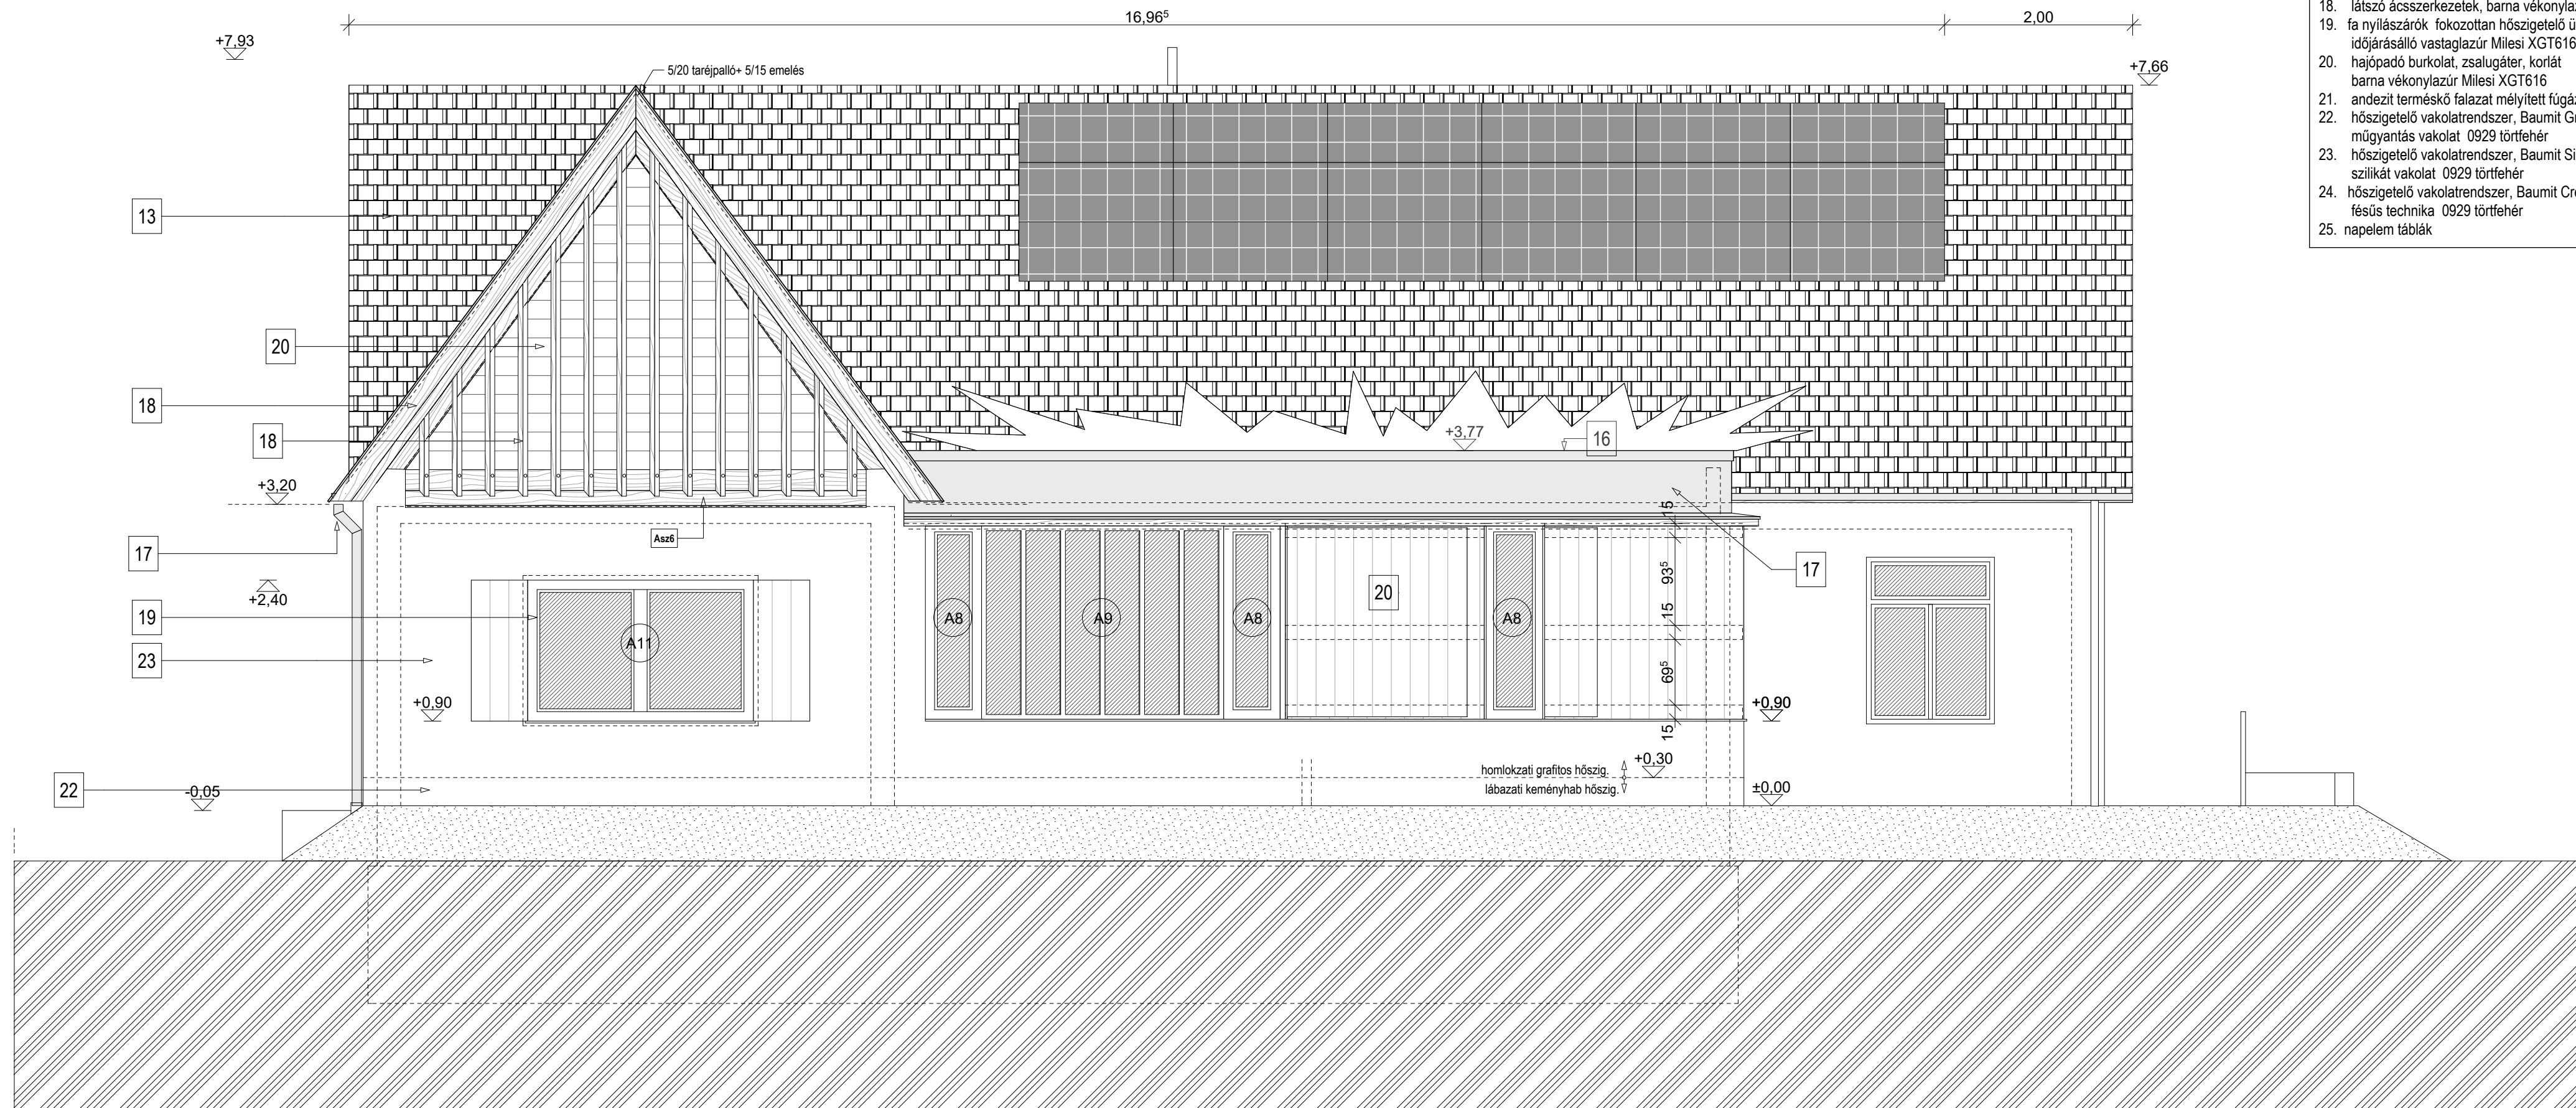 16,96⁵
2,00
+7,93
5/20 taréjpalló+ 5/15 emelés
+7,66
18. látszó ácsszerkezetek, barna
19. fa nyílászárók fokozottan hőszigetelő
időjárásálló vastaglazúr Milesi XGT616
20. hajópadó burkolat, zsalugáter, korlát
barna vékonylazúr Milesi XGT616
21. andezit terméskő falazat mélyített
22. hőszigetelő vakolatrendszer, Baumit
műgyantás vakolat 0929 törtfehér
23. hőszigetelő vakolatrendszer, Baumit
szilikát vakolat 0929 törtfehér
24. hőszigetelő vakolatrendszer, Baumit
fésűs technika 0929 törtfehér
25. napelem táblák
13
20
18
18
+3,77
16
+3,20
Asz6
17
17
15
+2,40
93⁵
20
19
A11
A8
A9
A8
A8
15
23
69⁵
+0,90
+0,90
15
homlokzati grafitos hőszig.
+0,30
lábazati keményhab hőszig.
22
-0,05
±0,00